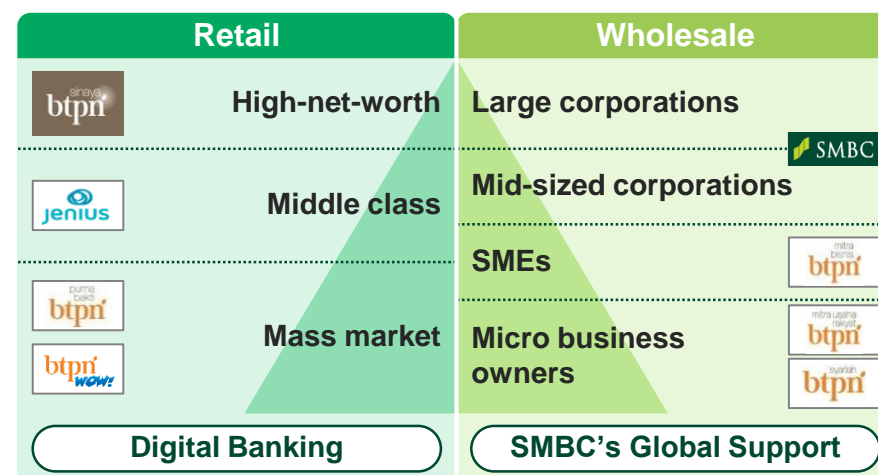 Retail
Wholesale
sinaya
btpn
High-net-worth
Large corporations
SMBC
Jenius
Middle class
Mid-sized corporations
SMEs
mitra
bisnis
btpn
purna
bakti
btpn
Mass market
btpn
wow!
Micro business
owners
mitra usaha
rakyat
btpn
syariah
btpn
Digital Banking
SMBC's Global Support